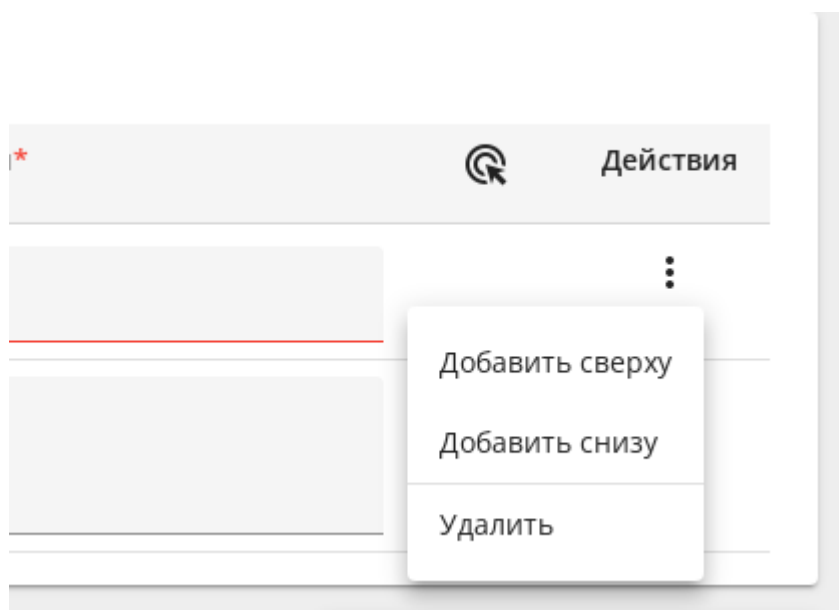 *
Действия
Добавить сверху
Добавить снизу
Удалить